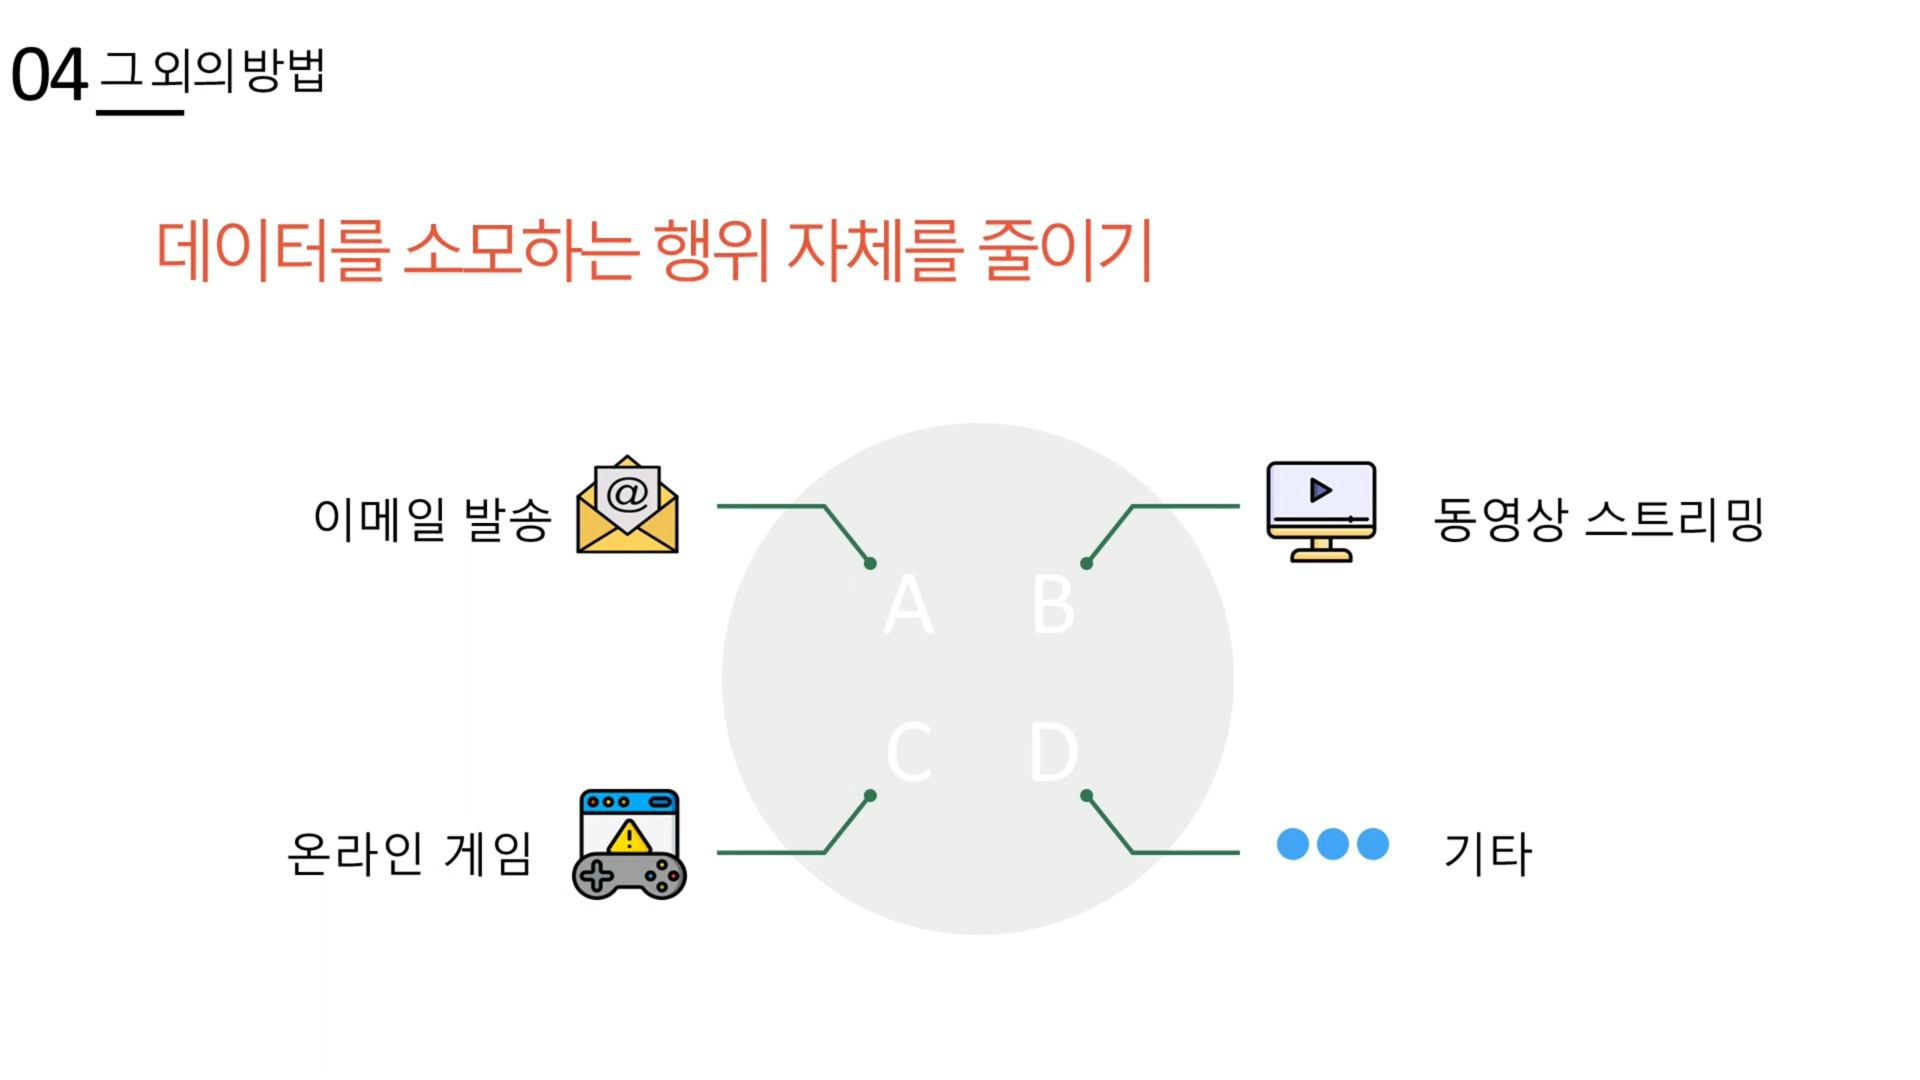 04 그 외의 방법
데이터를 소모하는 행위 자체를 줄이기
이메일 발송
@
동영상 스트리밍
A B
C D
온라인 게임
!
기타